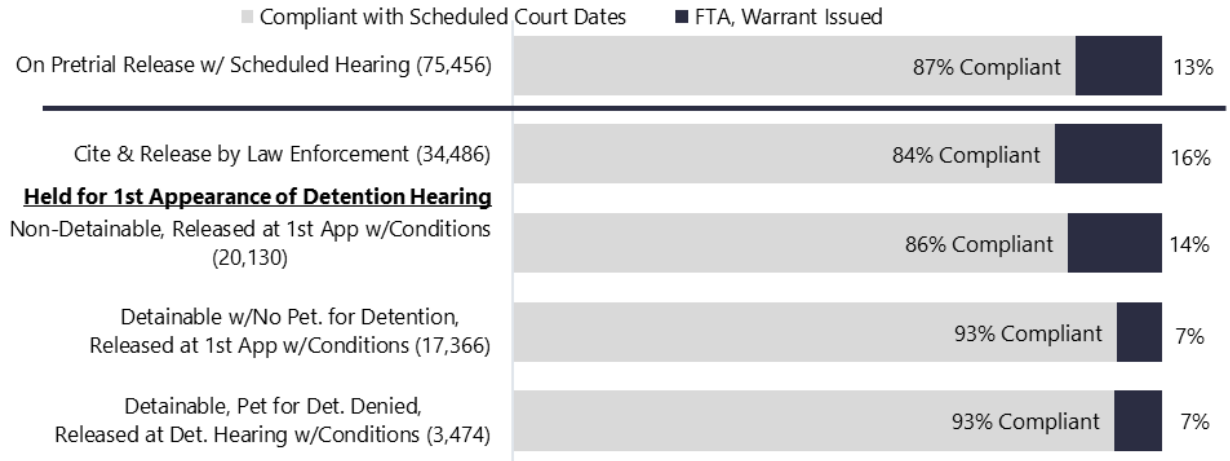 Compliant with Scheduled Court Dates FTA, Warrant Issued
On Pretrial Release w/ Scheduled Hearing (75,456) 87% Compliant 13%
Cite & Release by Law Enforcement (34,486) 84% Compliant 16%
Held for 1st Appearance of Detention Hearing
Non-Detainable, Released at 1st App w/Conditions
(20,130) 86% Compliant 14%
Detainable w/No Pet. for Detention,
Released at 1st App w/Conditions (17,366) 93% Compliant 7%
Detainable, Pet for Det. Denied,
Released at Det. Hearing w/Conditions (3,474) 93% Compliant 7%